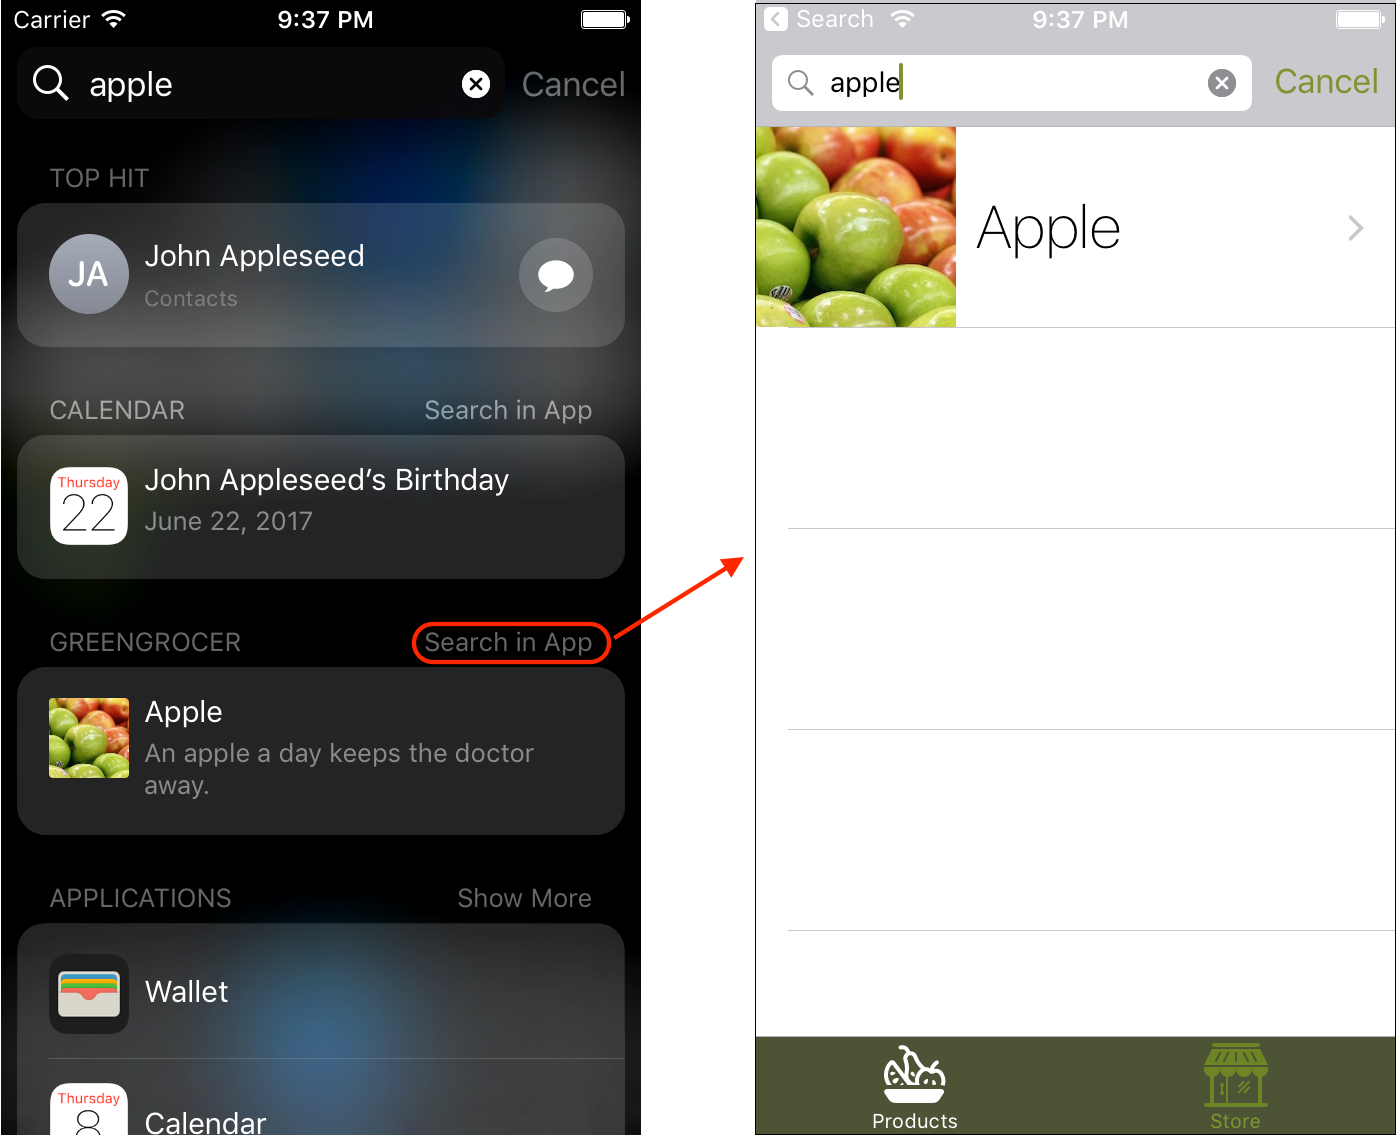 Carrier 9:37 PM
apple Cancel
TOP HIT
JA
John Appleseed
Contacts
CALENDAR Search in App
Thursday
22
John Appleseed’s Birthday
June 22, 2017
GREENGROCER Search in App
Apple
An apple a day keeps the doctor
away.
APPLICATIONS Show More
Wallet
Thursday
8
Calendar
Search 9:37 PM
apple Cancel
Apple
Products Store